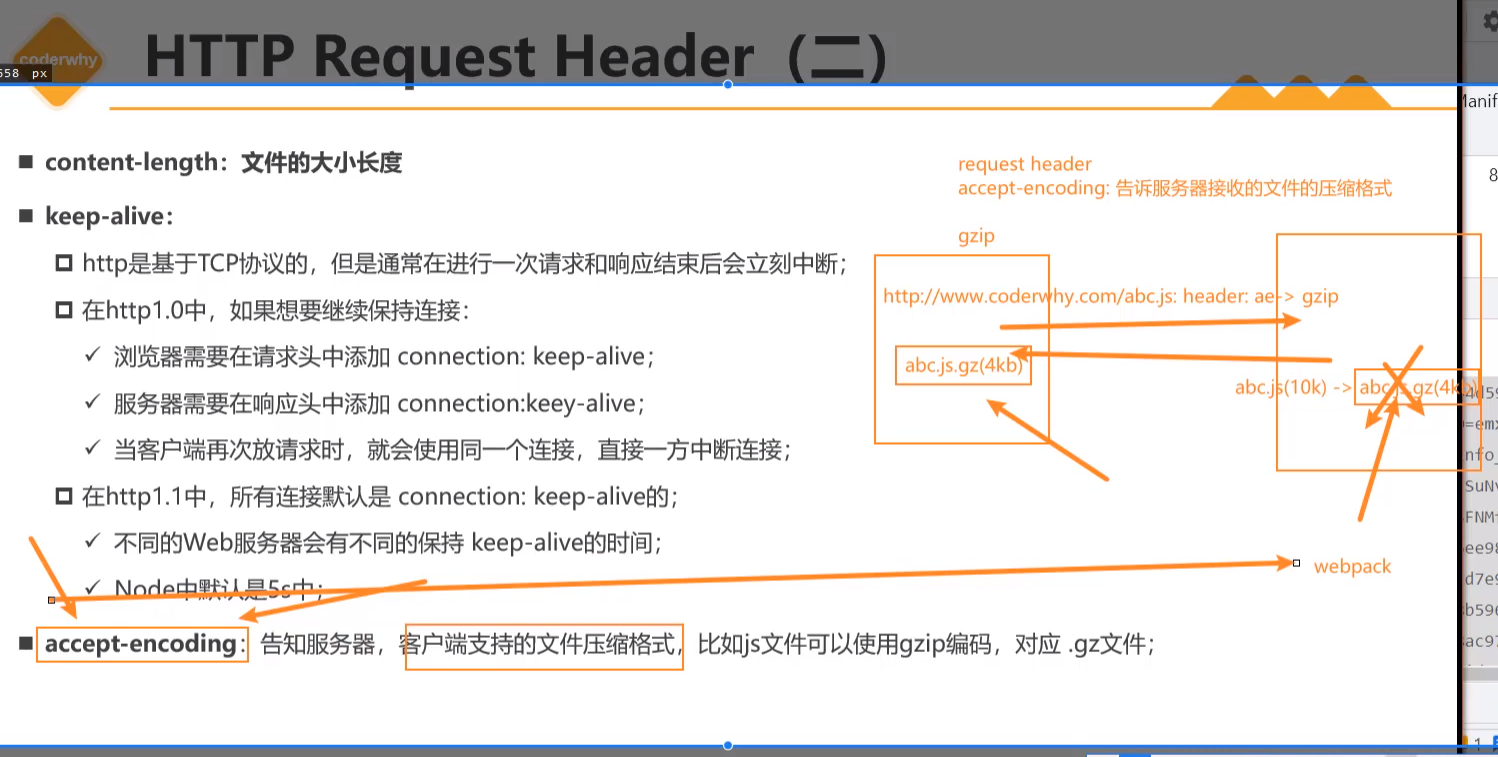 coderwhy
HTTP Request Header（二）
558 px
content-length：文件的大小长度
keep-alive：
http是基于TCP协议的，但是通常在进行一次请求和响应结束后会立刻中断；
在http1.0中，如果想要继续保持连接：
浏览器需要在请求头中添加 connection: keep-alive；
服务器需要在响应头中添加 connection:keey-alive；
当客户端再次放请求时，就会使用同一个连接，直接一方中断连接；
在http1.1中，所有连接默认是 connection: keep-alive的；
不同的Web服务器会有不同的保持 keep-alive的时间；
Node中默认是5s中；
accept-encoding：告知服务器，客户端支持的文件压缩格式，比如js文件可以使用gzip编码，对应 .gz文件；
request header
accept-encoding: 告诉服务器接收的文件的压缩格式
gzip
http://www.coderwhy.com/abc.js: header: ae-> gzip
abc.js.gz(4kb)
abc.js(10k) -> abc.js.gz(4kb)
webpack
Manif
8
4d59
=emx
nfo_
SuNv
FNMt
ee98
d7e9
b59e
ac97
1